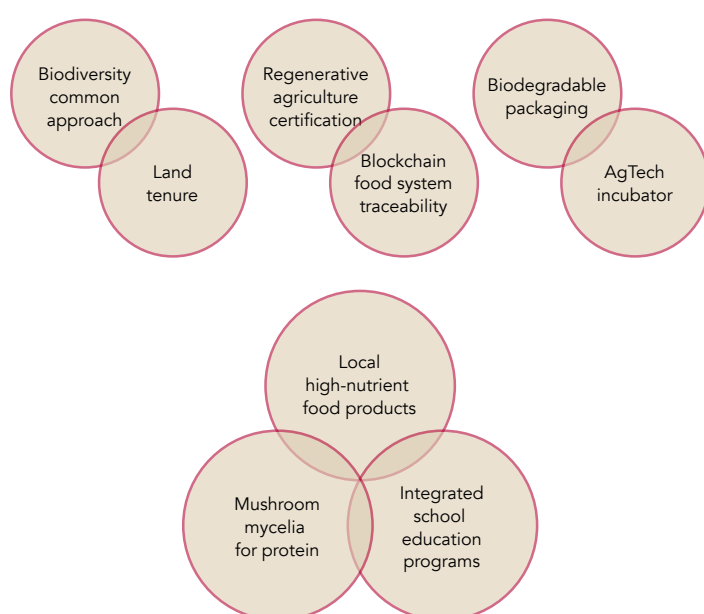 Biodiversity
common
approach
Land
tenure
Regenerative
agriculture
certification
Blockchain
food system
traceability
Biodegradable
packaging
AgTech
incubator
Local
high-nutrient
food products
Mushroom
mycelia
for protein
Integrated
school
education
programs